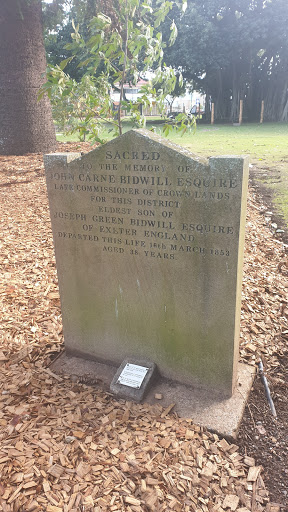 SACRED
TO THE MEMORY OF
JOHN CARNE BIDWILL ESQUIRE
LATE COMMISSIONER OF CROWN LANDS
FOR THIS DISTRICT
ELDEST SON OF
JOSEPH GREEN BIDWILL ESQUIRE
OF EXETER ENGLAND
DEPARTED THIS LIFE 16TH MARCH 1853
AGED 38 YEARS.